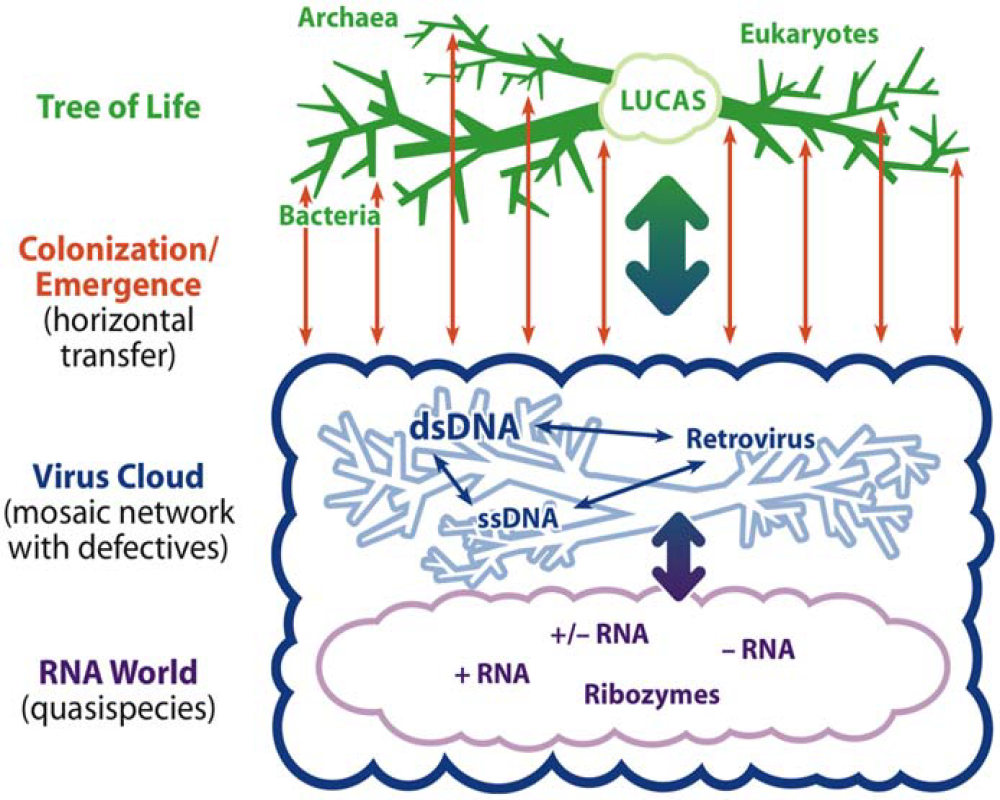 Archaea
Eukaryotes
Tree of Life
LUCAS
Bacteria
Colonization/
Emergence
(horizontal
transfer)
dsDNA
Retrovirus
Virus Cloud
(mosaic network
with defectives)
ssDNA
+/– RNA
– RNA
+ RNA
Ribozymes
RNA World
(quasispecies)